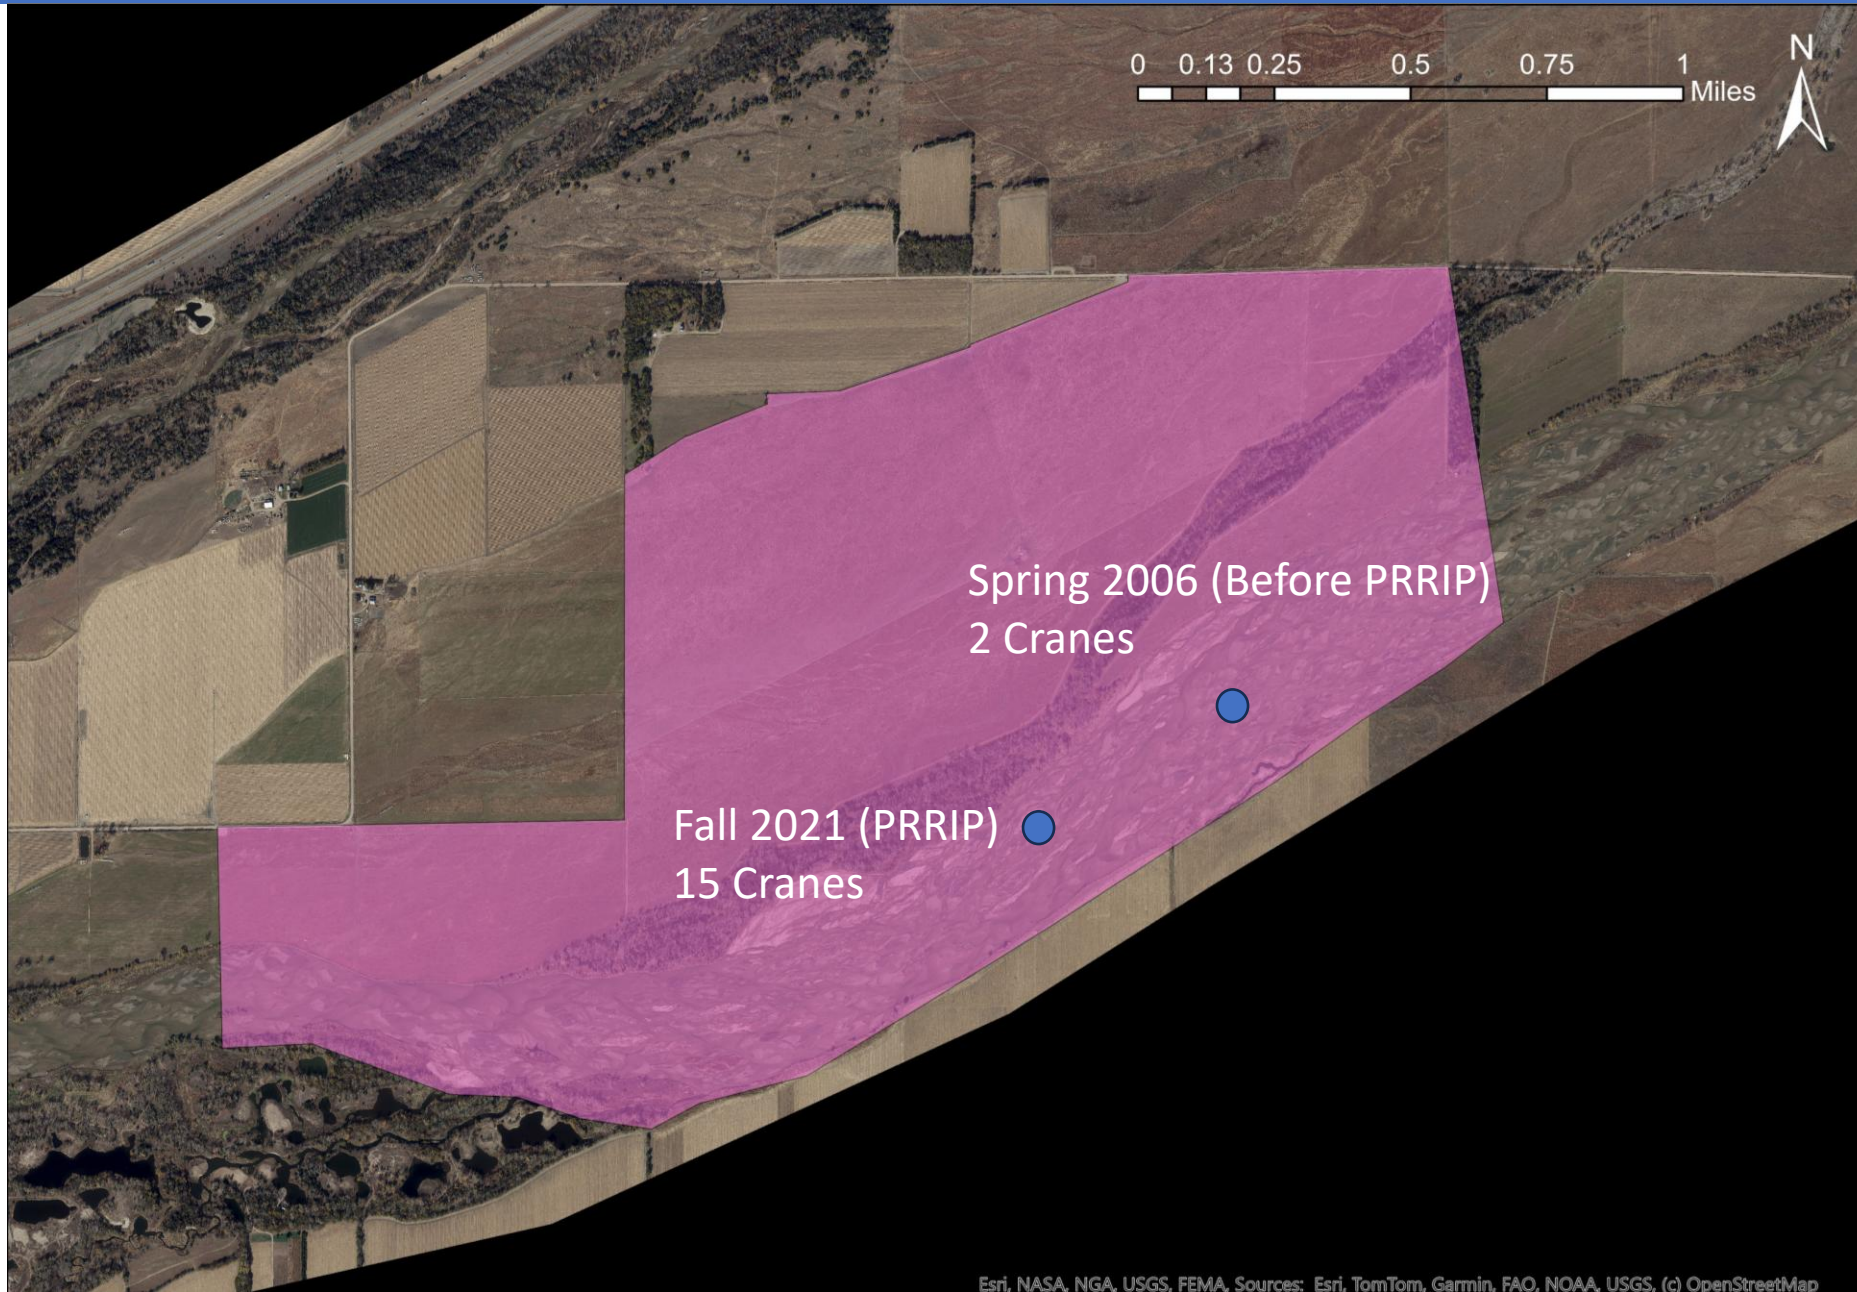 0 0.13 0.25 0.5 0.75 1
Miles
N
Spring 2006 (Before PRRIP)
2 Cranes
Fall 2021 (PRRIP)
15 Cranes
Esri, NASA, NGA, USGS, FEMA, Sources: Esri, TomTom, Garmin, FAO, NOAA, USGS, (c) OpenStreetMap